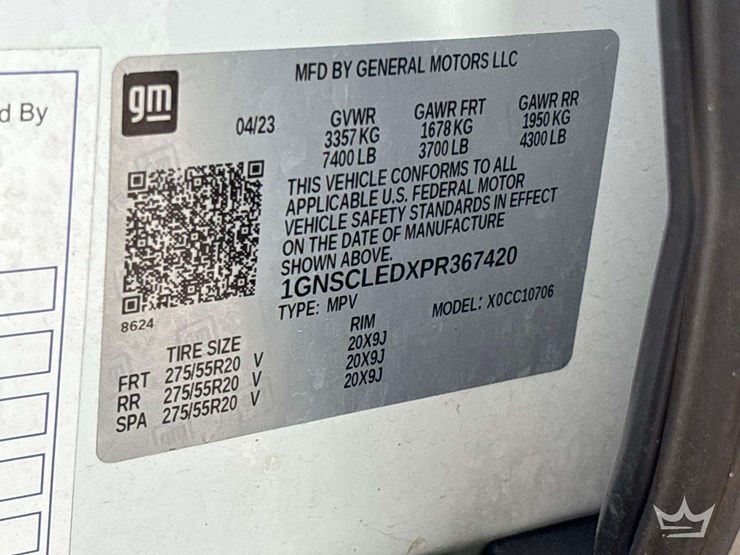 d By
gm
MFD BY GENERAL MOTORS LLC
04/23
GVWR GAWR FRT GAWR RR
3357 KG 1678 KG 1950 KG
7400 LB 3700 LB 4300 LB
THIS VEHICLE CONFORMS TO ALL
APPLICABLE U.S. FEDERAL MOTOR
VEHICLE SAFETY STANDARDS IN EFFECT
ON THE DATE OF MANUFACTURE
SHOWN ABOVE.
1GNSCLEDXPR367420
8624
TYPE: MPV MODEL: X0CC10706
TIRE SIZE RIM
FRT 275/55R20 V 20X9J
RR 275/55R20 V 20X9J
SPA 275/55R20 V 20X9J